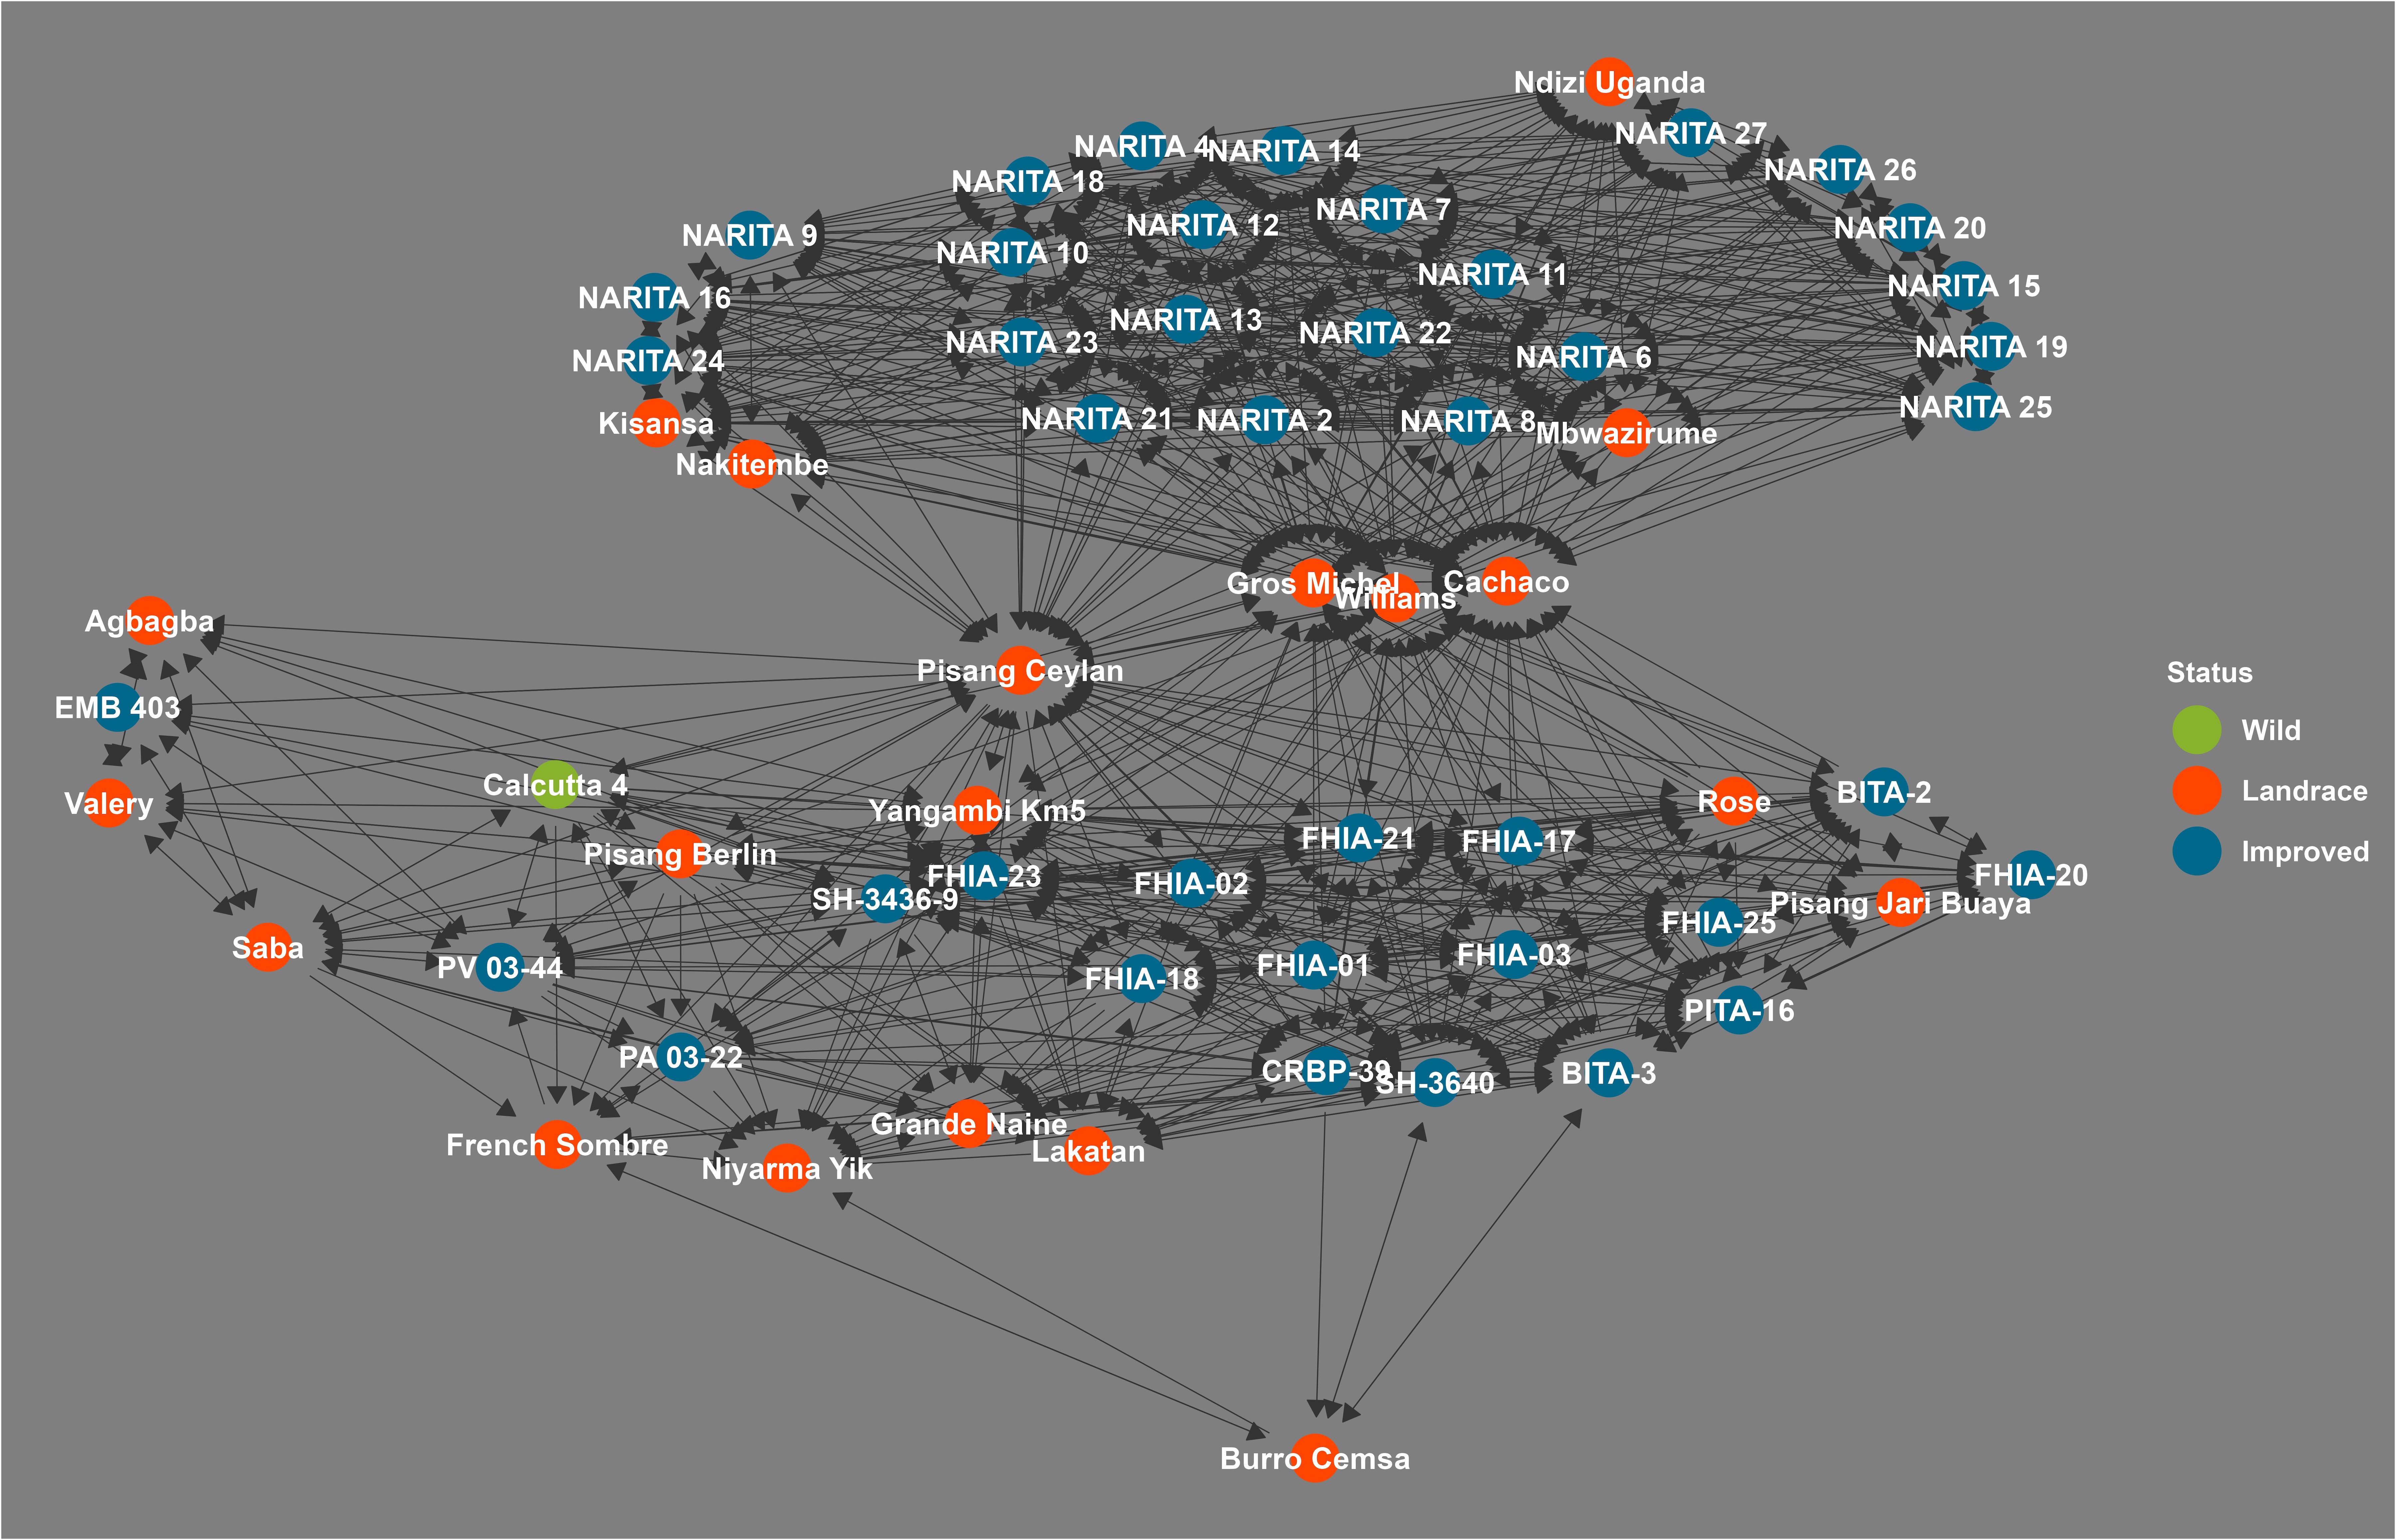 Ndizi Uganda
NARITA 27
NARITA 4
NARITA 14
NARITA 26
NARITA 18
NARITA 7
NARITA 12
NARITA 20
NARITA 9
NARITA 10
NARITA 11
NARITA 15
NARITA 16
NARITA 13
NARITA 22
NARITA 23
NARITA 19
NARITA 6
NARITA 24
NARITA 25
Kisansa
NARITA 21
NARITA 2
NARITA 8
Mbwazirume
Nakitembe
Gros Michel
Williams
Cachaco
Agbagba
Pisang Ceylan
Status
EMB 403
Wild
Calcutta 4
Landrace
BITA-2
Valery
Rose
Yangambi Km5
FHIA-21
FHIA-17
Improved
Pisang Berlin
FHIA-23
FHIA-02
FHIA-20
SH-3436-9
Pisang Jari Buaya
FHIA-25
Saba
PV 03-44
FHIA-03
FHIA-01
FHIA-18
PITA-16
PA 03-22
CRBP-39
SH-3640
BITA-3
Grande Naine
French Sombre
Lakatan
Niyarma Yik
Burro Cemsa